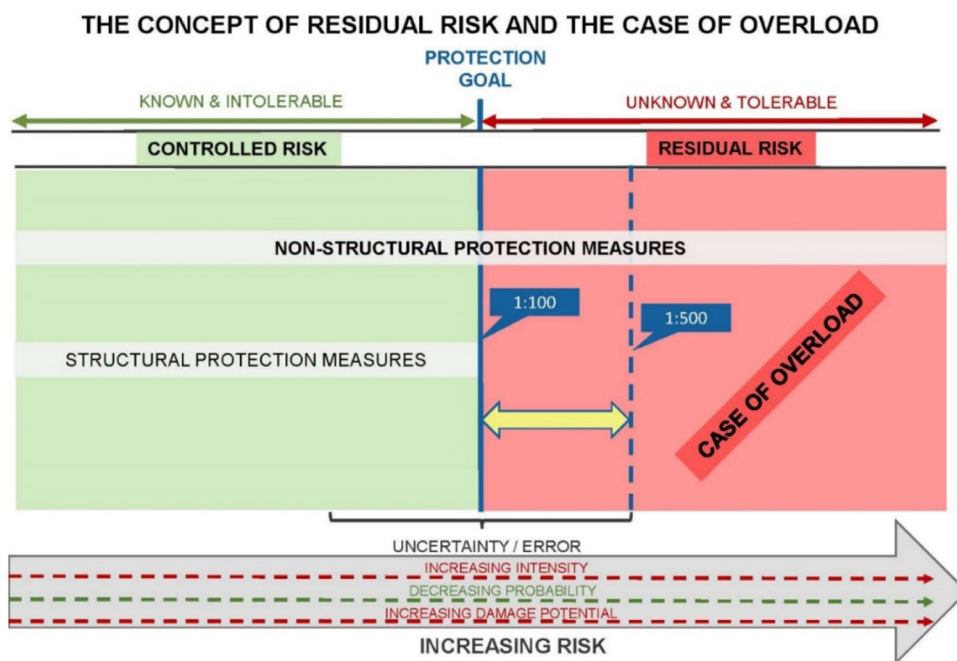 THE CONCEPT OF RESIDUAL RISK AND THE CASE OF OVERLOAD
PROTECTION
GOAL
KNOWN & INTOLERABLE
UNKNOWN & TOLERABLE
CONTROLLED RISK
RESIDUAL RISK
NON-STRUCTURAL PROTECTION MEASURES
1:100
1:500
STRUCTURAL PROTECTION MEASURES
CASE OF OVERLOAD
UNCERTAINTY / ERROR
INCREASING INTENSITY
DECREASING PROBABILITY
INCREASING DAMAGE POTENTIAL
INCREASING RISK